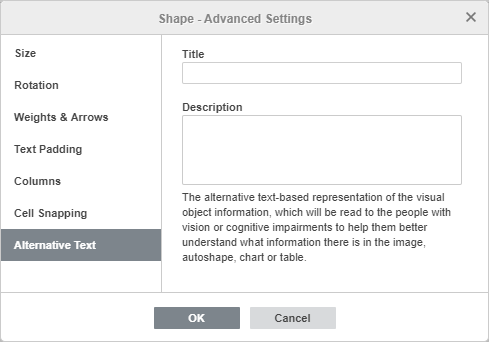 Shape - Advanced Settings
Size
Rotation
Weights & Arrows
Text Padding
Columns
Cell Snapping
Alternative Text
Title
Description
The alternative text-based representation of the visual
object information, which will be read to the people with
vision or cognitive impairments to help them better
understand what information there is in the image,
autoshape, chart or table.
OK
Cancel